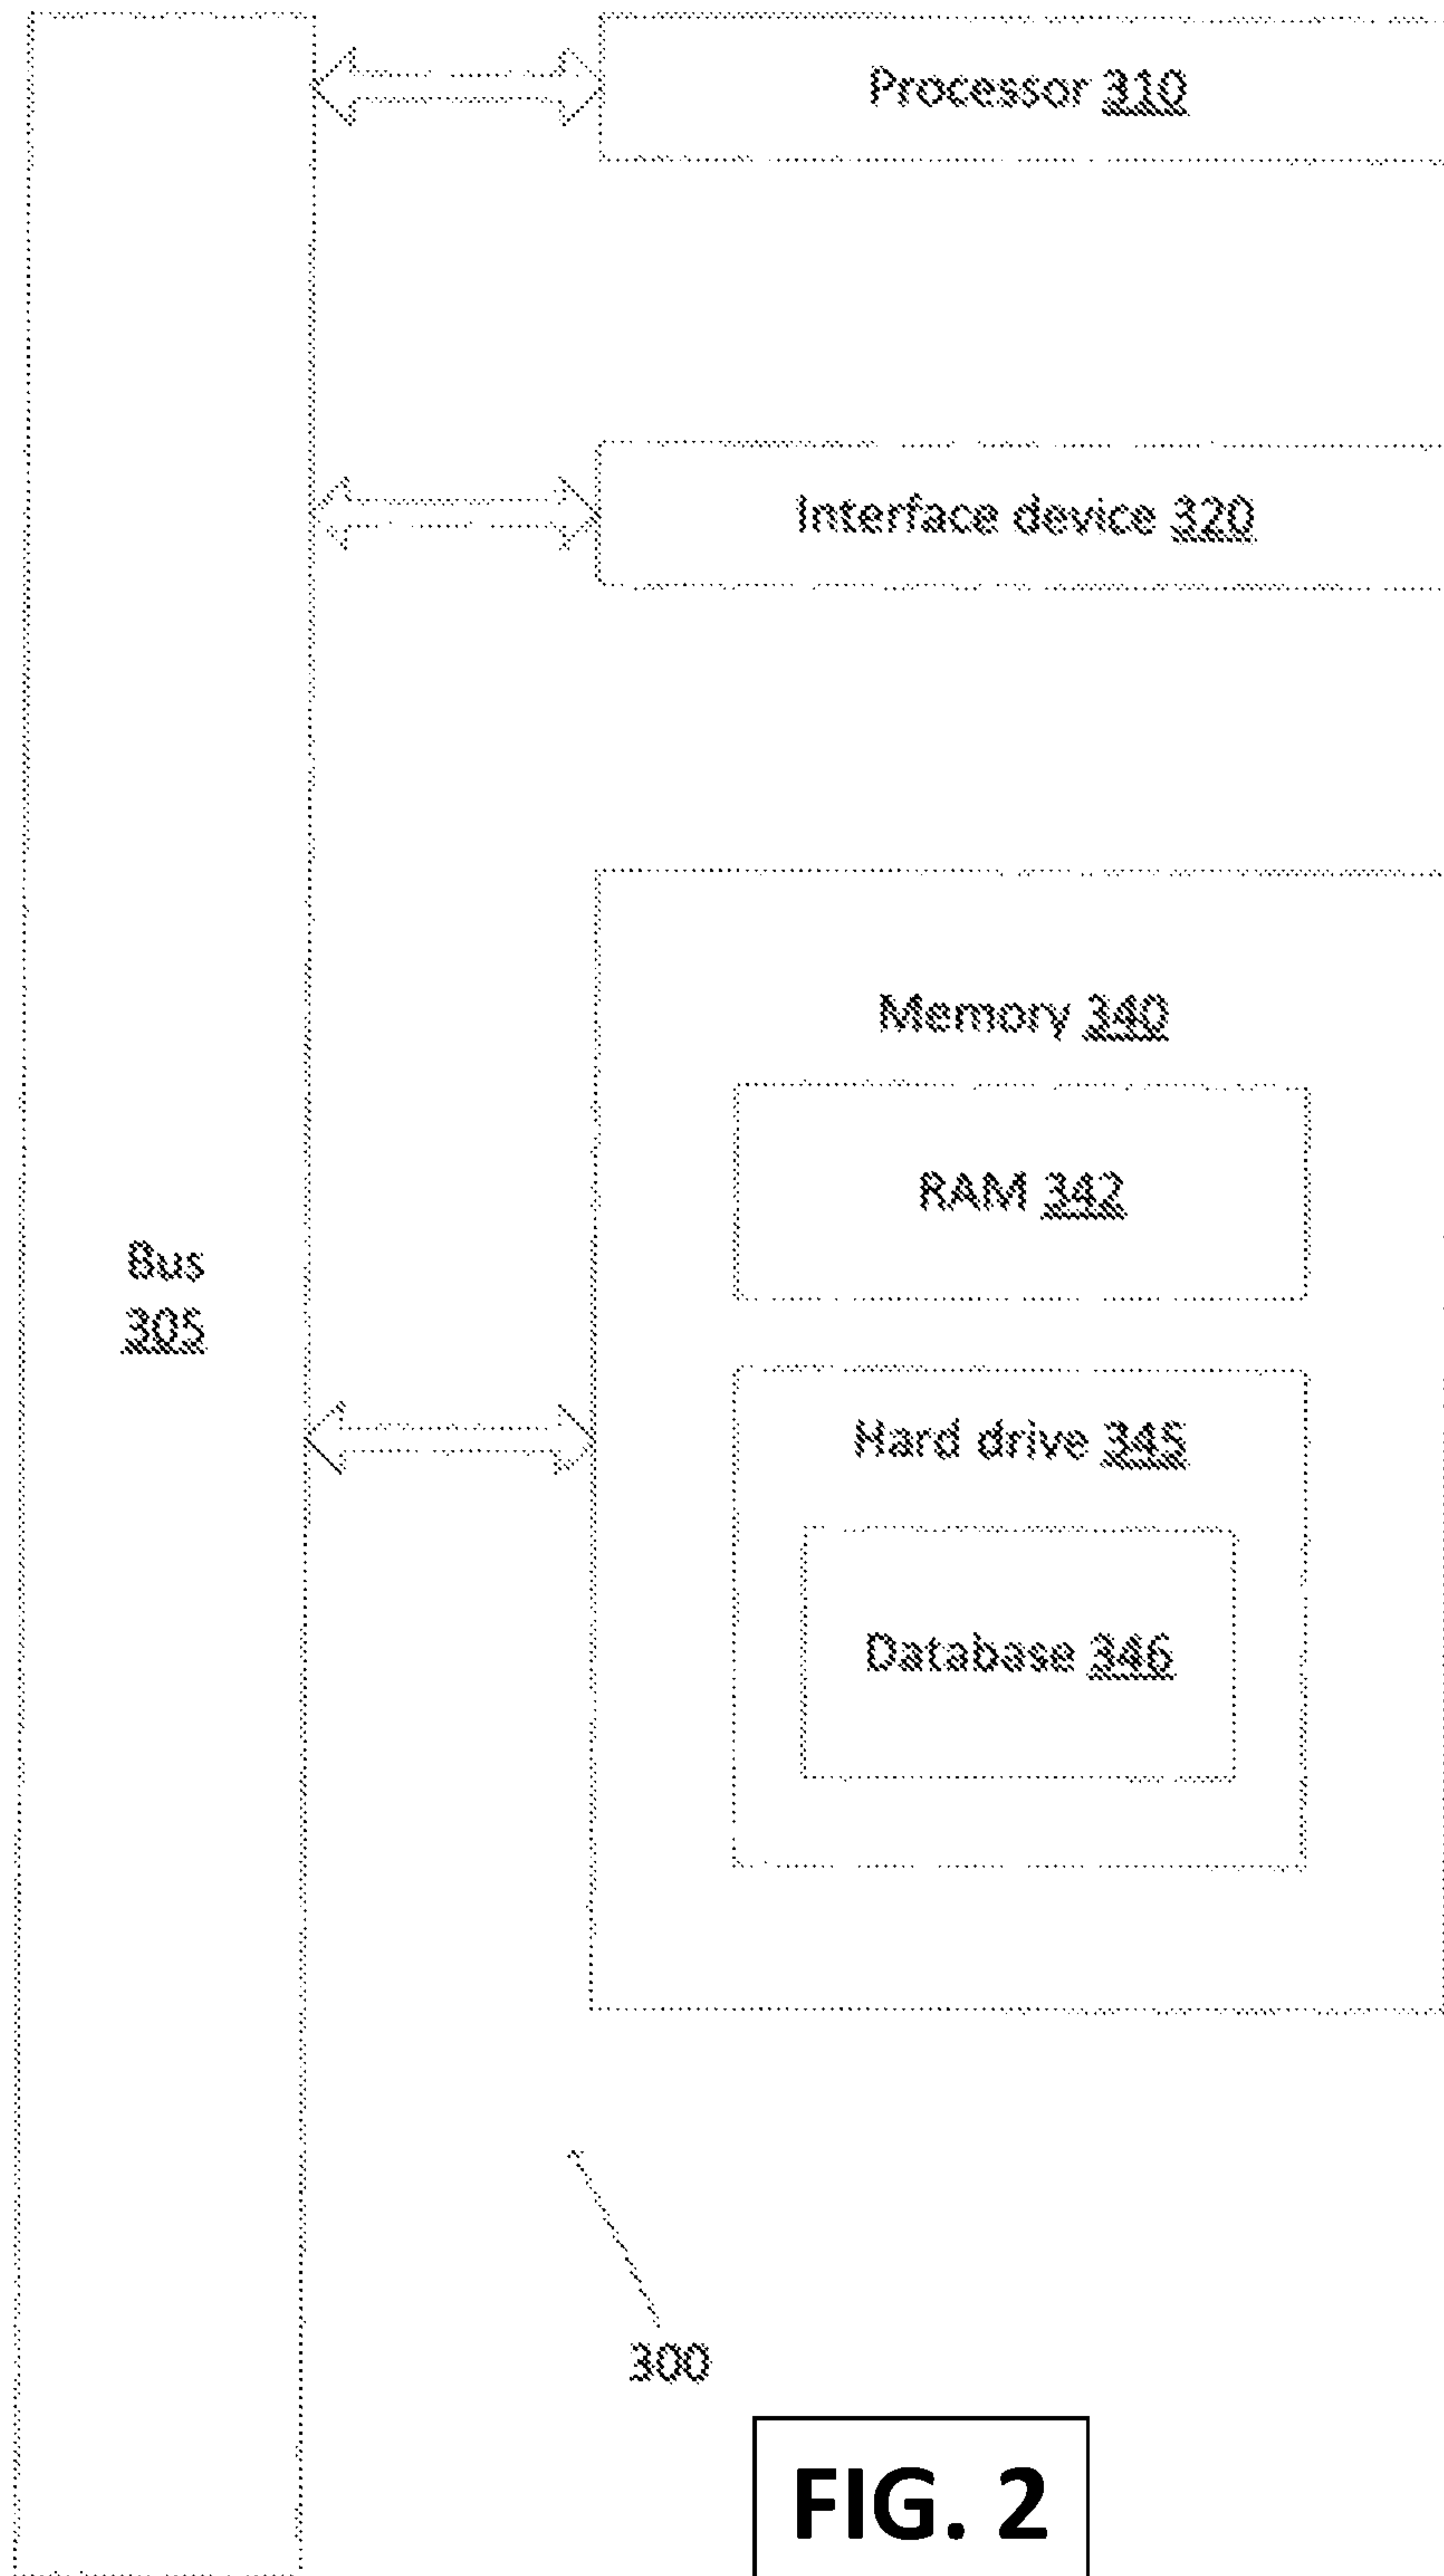 Processor 310
Interface device 320
Memory 340
RAM 342
Bus
305
Hard drive 345
Database 346
300
FIG. 2